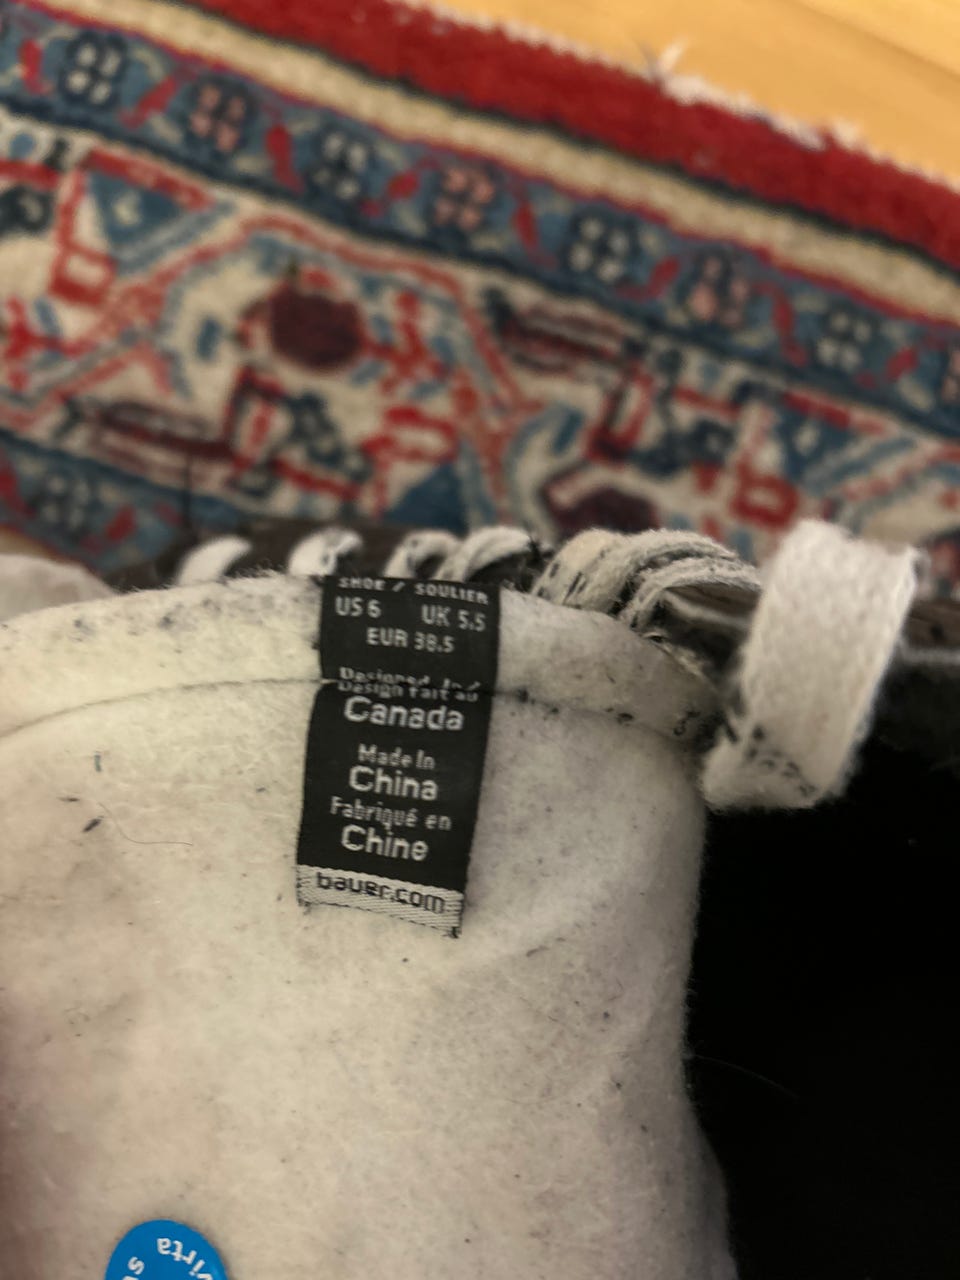 SHOE / SOULIER
US 6 UK 5.5
EUR 38.5
Designed In/
Design fait au
Canada
Made In
China
Fabriqué en
Chine
bauer.com